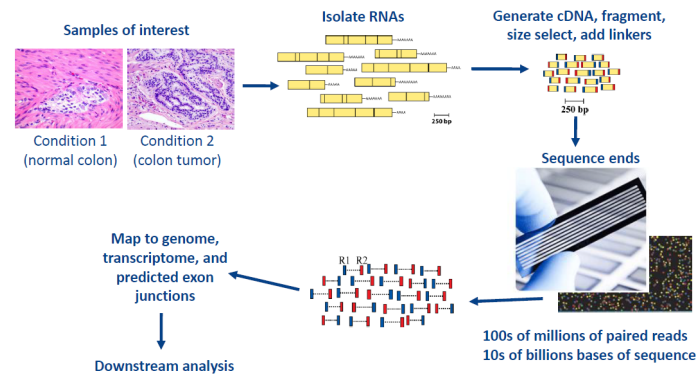 Samples of interest
Condition 1
(normal colon)
Condition 2
(colon tumor)
Isolate RNAs
250 bp
Generate cDNA, fragment,
size select, add linkers
250 bp
Sequence ends
100s of millions of paired reads
10s of billions bases of sequence
R1 R2
Map to genome,
transcriptome, and
predicted exon
junctions
Downstream analysis